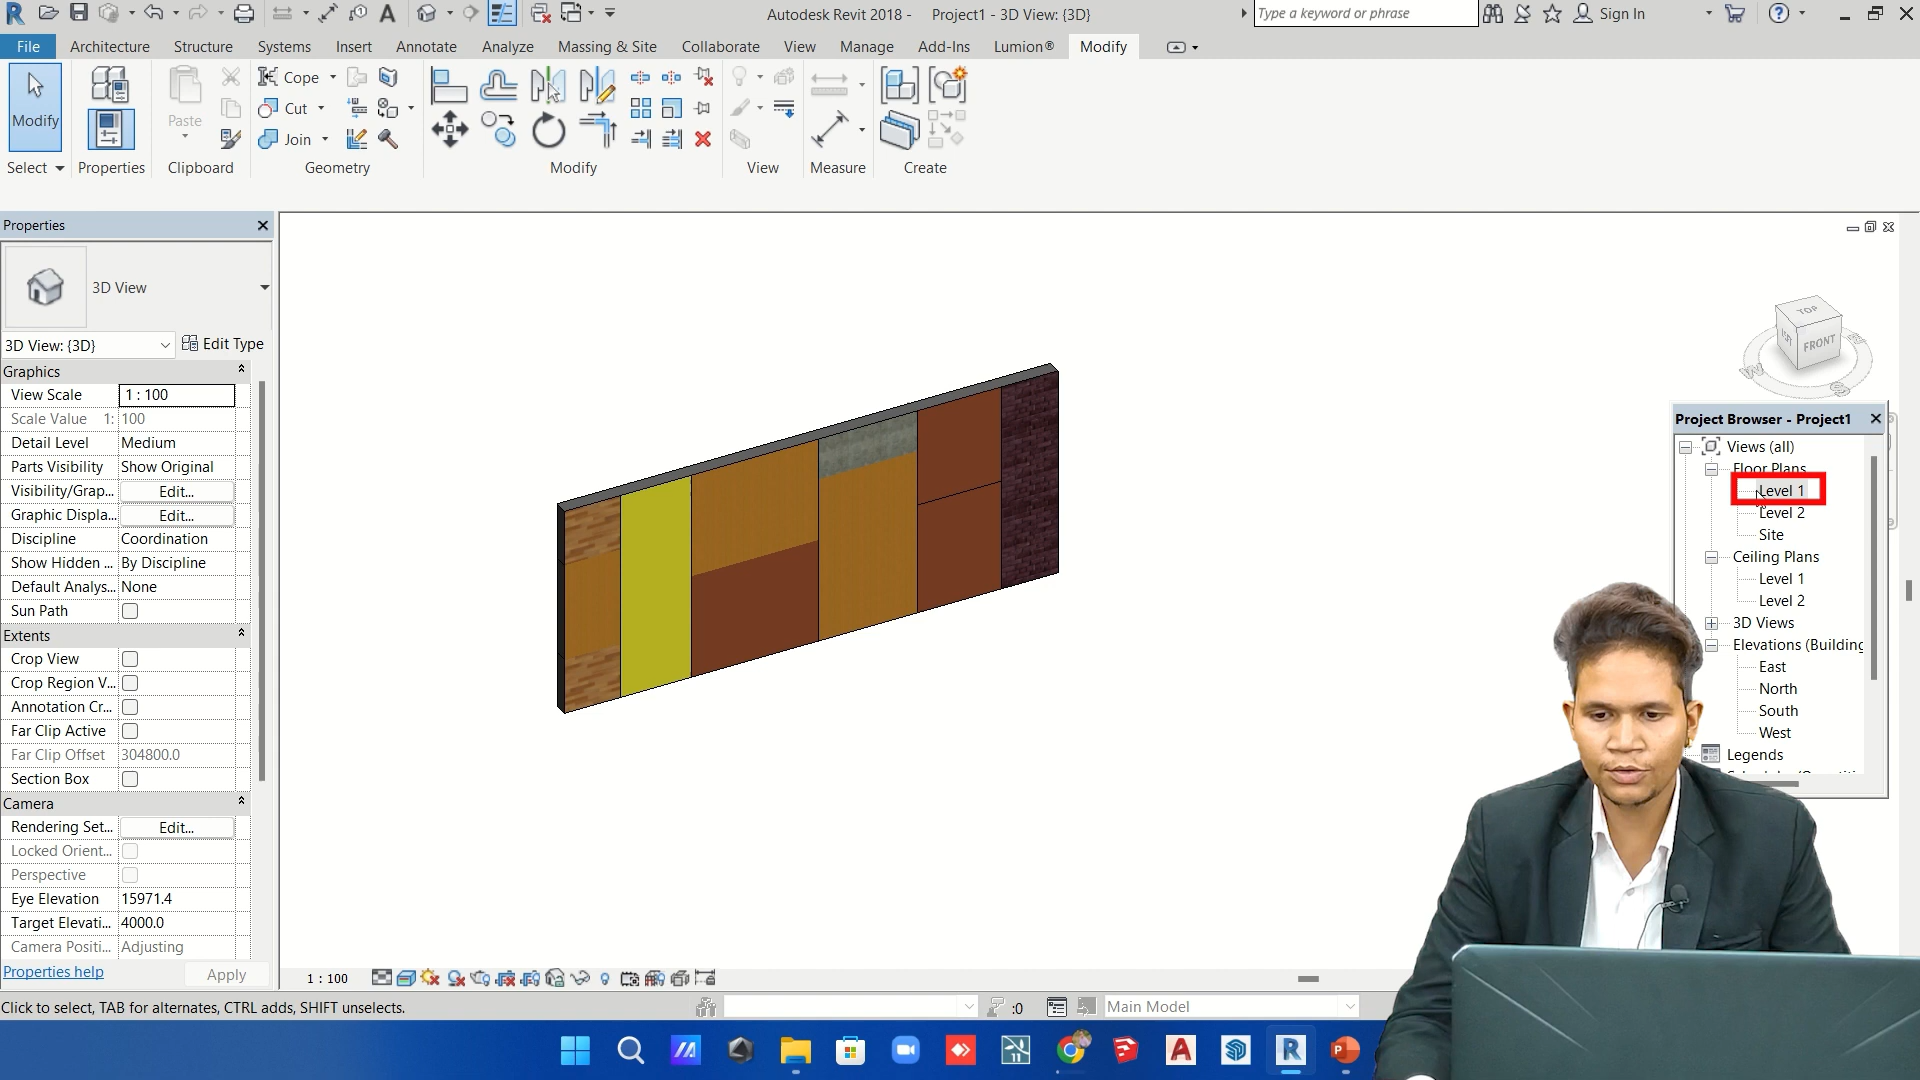 Autodesk Revit 2018 - Project1 - 3D View: {3D}
Type a keyword or phrase
Sign In
File Architecture Structure Systems Insert Annotate Analyze Massing & Site Collaborate View Manage Add-Ins Lumion® Modify
Modify
Paste
Cope
Cut
Join
Select Properties Clipboard Geometry Modify View Measure Create
Properties
3D View
3D View: {3D}
Edit Type
Graphics
View Scale 1 : 100
Scale Value 1: 100
Detail Level Medium
Parts Visibility Show Original
Visibility/Grap... Edit...
Graphic Displa... Edit...
Discipline Coordination
Show Hidden ... By Discipline
Default Analys... None
Sun Path
Extents
Crop View
Crop Region V...
Annotation Cr...
Far Clip Active
Far Clip Offset 304800.0
Section Box
Camera
Rendering Set... Edit...
Locked Orient...
Perspective
Eye Elevation 15971.4
Target Elevati... 4000.0
Camera Positi... Adjusting
Properties help
Apply
TOP
FRONT
W
S
Project Browser - Project1
Views (all)
Floor Plans
Level 1
Level 2
Site
Ceiling Plans
Level 1
Level 2
3D Views
Elevations (Building
East
North
South
West
Legends
1 : 100
Click to select, TAB for alternates, CTRL adds, SHIFT unselects.
:0
Main Model
11